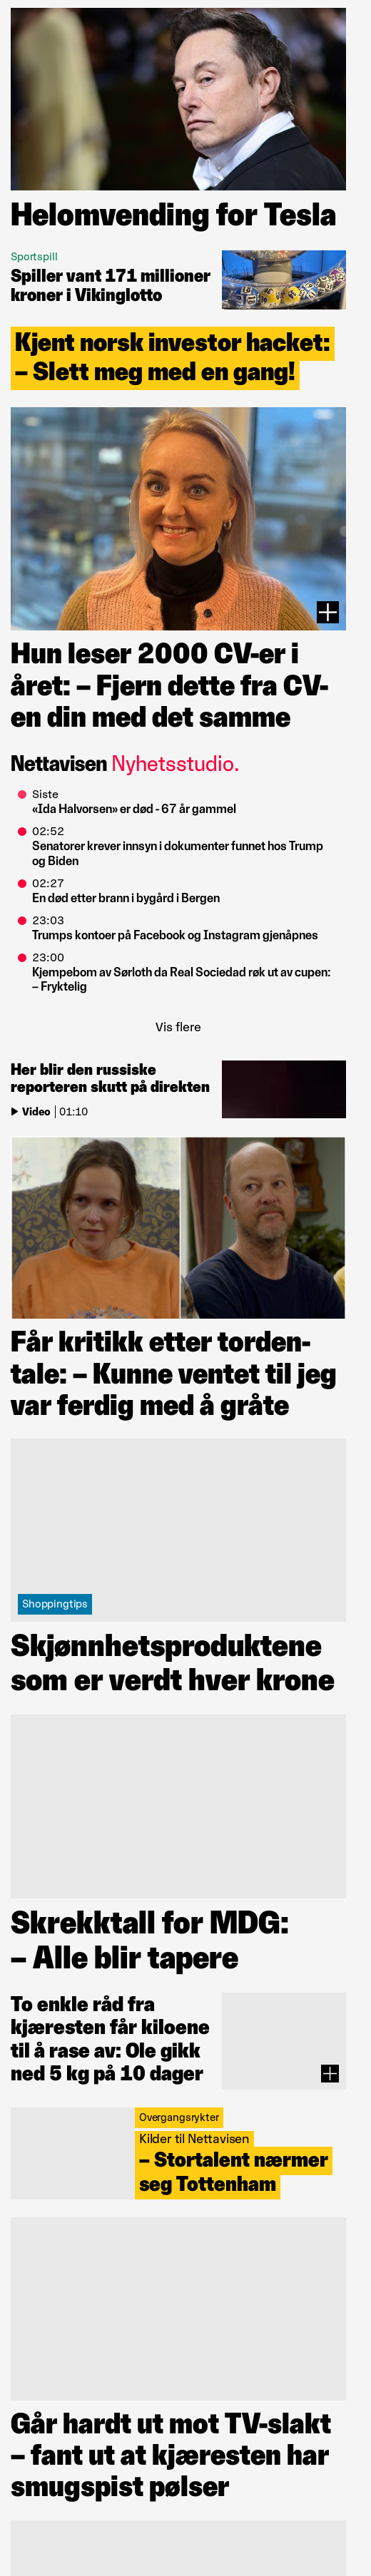 Helomvending for Tesla
Sportspill
Spiller vant 171 millioner
kroner i Vikinglotto
Kjent norsk investor hacket:
– Slett meg med en gang!
Hun leser 2000 CV-er i
året: – Fjern dette fra CV-
en din med det samme
Nettavisen Nyhetsstudio.
Siste
«Ida Halvorsen» er død - 67 år gammel
02:52
Senatorer krever innsyn i dokumenter funnet hos Trump
og Biden
02:27
En død etter brann i bygård i Bergen
23:03
Trumps kontoer på Facebook og Instagram gjenåpnes
23:00
Kjempebom av Sørloth da Real Sociedad røk ut av cupen:
– Fryktelig
Vis flere
Her blir den russiske
reporteren skutt på direkten
Video | 01:10
Får kritikk etter torden-
tale: – Kunne ventet til jeg
var ferdig med å gråte
Shoppingtips
Skjønnhetsproduktene
som er verdt hver krone
Skrekktall for MDG:
– Alle blir tapere
To enkle råd fra
kjæresten får kiloene
til å rase av: Ole gikk
ned 5 kg på 10 dager
Overgangsrykter
Kilder til Nettavisen
– Stortalent nærmer
seg Tottenham
Går hardt ut mot TV-slakt
– fant ut at kjæresten har
smugspist pølser